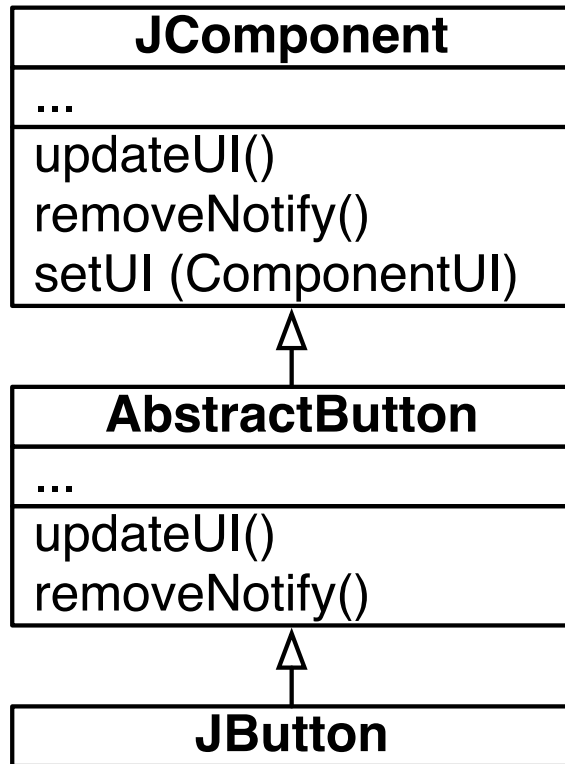 JComponent
...
updateUI()
removeNotify()
setUI (ComponentUI)
AbstractButton
...
updateUI()
removeNotify()
JButton